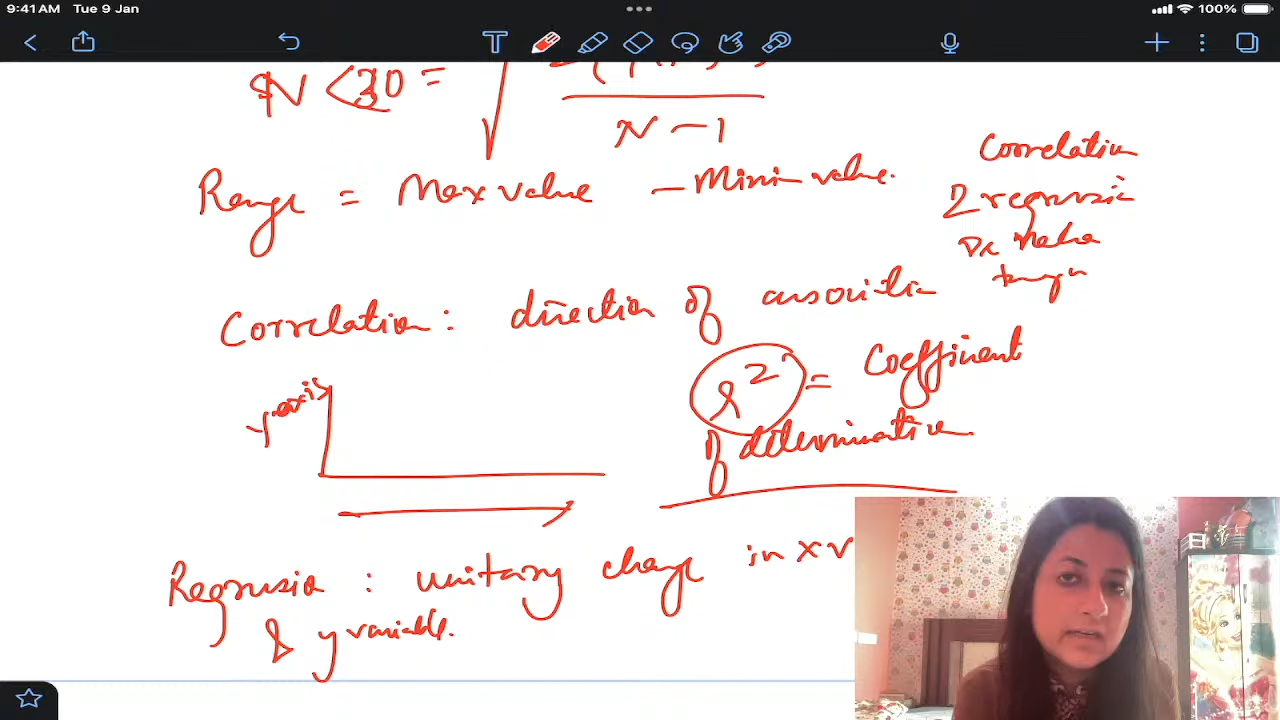 9:41 AM Tue 9 Jan
100%
T
N < 30 =
N - 1
Range = Max value - Mini value.
Correlation
2 regression
Correlation: direction of association
r² = Coefficient
of determination
Y-axis
Regression: unitary change in x v
& y variable.